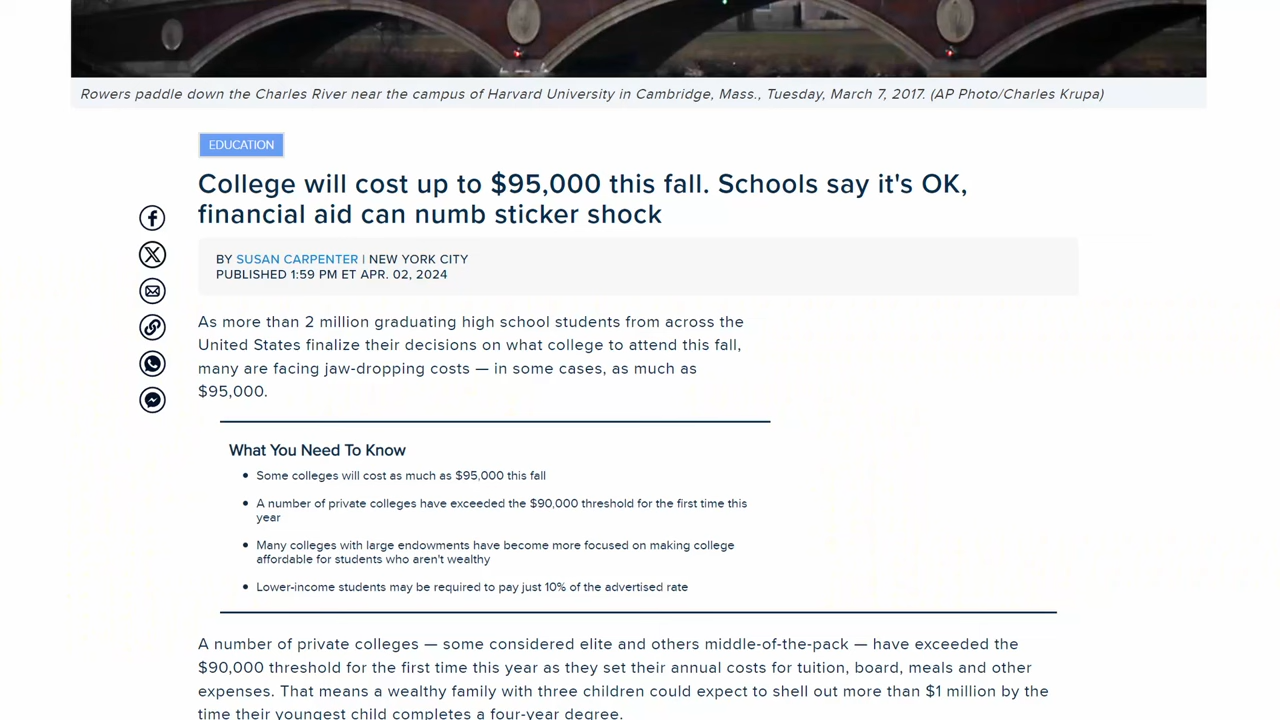 Rowers paddle down the Charles River near the campus of Harvard University in Cambridge, Mass., Tuesday, March 7, 2017. (AP Photo/Charles Krupa)
EDUCATION
College will cost up to $95,000 this fall. Schools say it's OK,
financial aid can numb sticker shock
BY SUSAN CARPENTER | NEW YORK CITY
PUBLISHED 1:59 PM ET APR. 02, 2024
As more than 2 million graduating high school students from across the
United States finalize their decisions on what college to attend this fall,
many are facing jaw-dropping costs — in some cases, as much as
$95,000.
What You Need To Know
Some colleges will cost as much as $95,000 this fall
A number of private colleges have exceeded the $90,000 threshold for the first time this
year
Many colleges with large endowments have become more focused on making college
affordable for students who aren't wealthy
Lower-income students may be required to pay just 10% of the advertised rate
A number of private colleges — some considered elite and others middle-of-the-pack — have exceeded the
$90,000 threshold for the first time this year as they set their annual costs for tuition, board, meals and other
expenses. That means a wealthy family with three children could expect to shell out more than $1 million by the
time their youngest child completes a four-year degree.